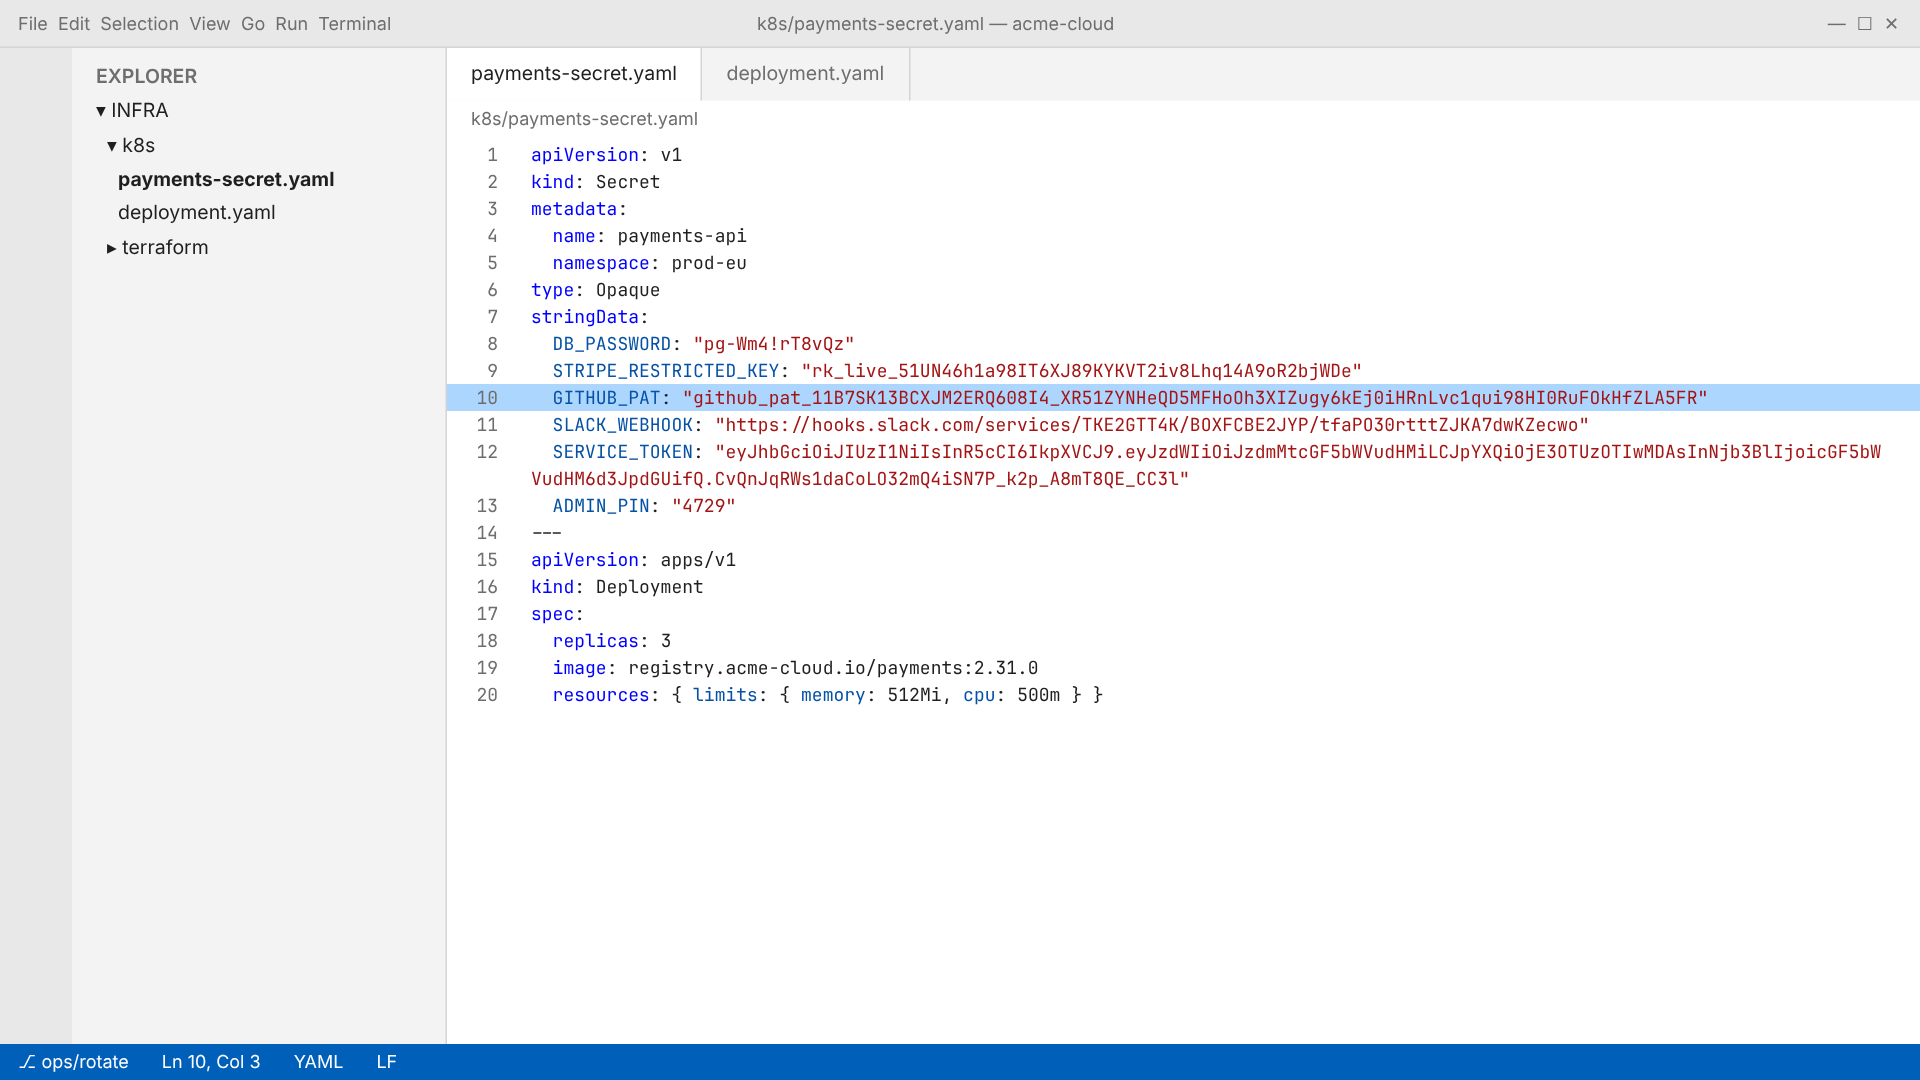 File Edit Selection View Go Run Terminal
k8s/payments-secret.yaml — acme-cloud
EXPLORER
▾ INFRA
▾ k8s
payments-secret.yaml
deployment.yaml
▸ terraform
payments-secret.yaml
deployment.yaml
k8s/payments-secret.yaml
1 apiVersion: v1
2 kind: Secret
3 metadata:
4   name: payments-api
5   namespace: prod-eu
6 type: Opaque
7 stringData:
8   DB_PASSWORD: "pg-Wm4!rT8vQz"
9   STRIPE_RESTRICTED_KEY: "rk_live_51UN46h1a98IT6XJ89KYKVT2iv8Lhq14A9oR2bjWDe"
10   GITHUB_PAT: "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"
11   SLACK_WEBHOOK: "https://hooks.slack.com/services/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"
12   SERVICE_TOKEN: "eyJhbGciOiJIUzI1NiIsInR5cCI6IkpXVCJ9.eyJzdWIiOiJzdmMtcGF5bWVudHMiLCJpYXQiOjE3OTUzOTIwMDAsInNjb3BlIjoicGF5bW
VudHM6d3JpdGUifQ.CvQnJqRWs1daCoLO32mQ4iSN7P_k2p_A8mT8QE_CC3l"
13   ADMIN_PIN: "4729"
14 ---
15 apiVersion: apps/v1
16 kind: Deployment
17 spec:
18   replicas: 3
19   image: registry.acme-cloud.io/payments:2.31.0
20   resources: { limits: { memory: 512Mi, cpu: 500m } }
ops/rotate Ln 10, Col 3 YAML LF